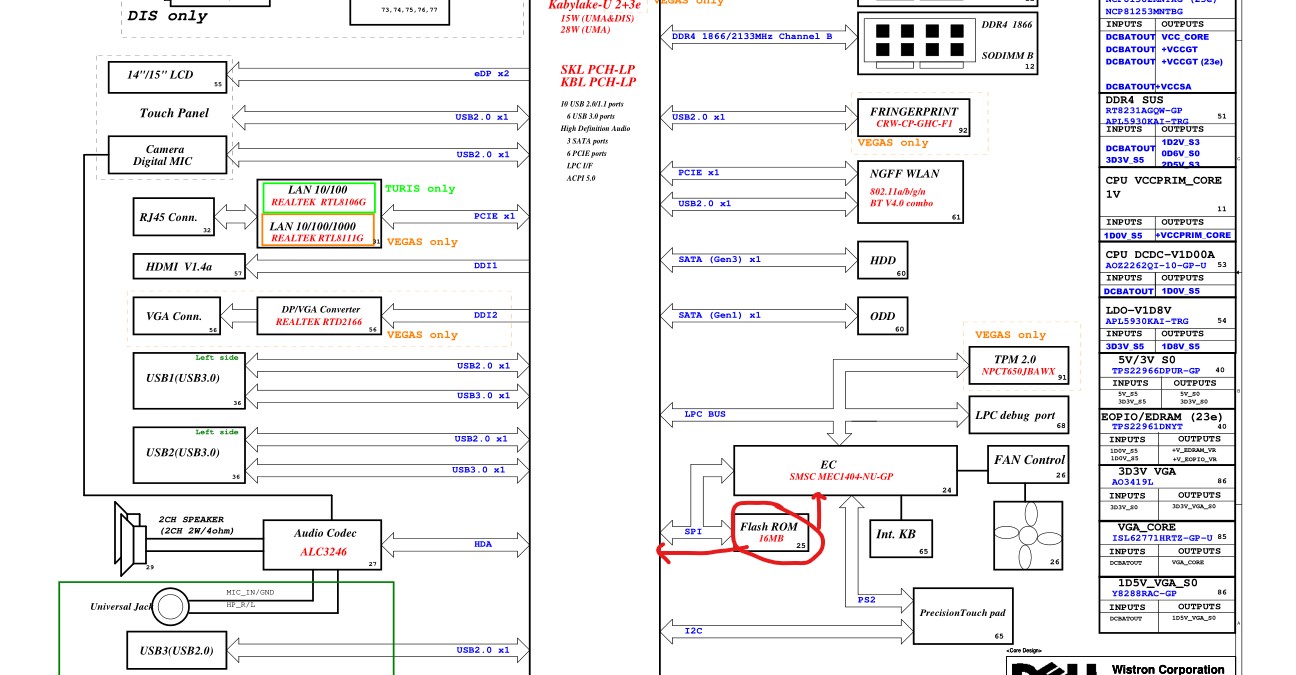 DIS only
73,74,75,76,77
Kabylake-U 2+3e
15W (UMA&DIS)
28W (UMA)
VEGAS only
DDR4 1866/2133MHz Channel B
DDR4 1866
SODIMM B
12
NCP81253MNTBG
INPUTS OUTPUTS
DCBATOUT VCC_CORE
DCBATOUT +VCCGT
DCBATOUT +VCCGT (23e)
DCBATOUT +VCCSA
14"/15" LCD
55
eDP x2
SKL PCH-LP
KBL PCH-LP
10 USB 2.0/1.1 ports
6 USB 3.0 ports
High Definition Audio
3 SATA ports
6 PCIE ports
LPC I/F
ACPI 5.0
Touch Panel
USB2.0 x1
Camera
Digital MIC
USB2.0 x1
USB2.0 x1
FRINGERPRINT
CRW-CP-GHC-F1
92
VEGAS only
DDR4 SUS
RT8231AGQW-GP
APL5930KAI-TRG
51
INPUTS OUTPUTS
DCBATOUT
3D3V_S5
1D2V_S3
0D6V_S0
2D5V_S3
LAN 10/100
REALTEK RTL8106G
TURIS only
LAN 10/100/1000
REALTEK RTL8111G
31
VEGAS only
RJ45 Conn.
32
PCIE x1
PCIE x1
USB2.0 x1
NGFF WLAN
802.11a/b/g/n
BT V4.0 combo
61
CPU VCCPRIM_CORE
1V
11
INPUTS OUTPUTS
1D0V_S5 +VCCPRIM_CORE
HDMI V1.4a
57
DDI1
SATA (Gen3) x1
HDD
60
CPU DCDC-V1D00A
AOZ2262QI-10-GP-U 53
INPUTS OUTPUTS
DCBATOUT 1D0V_S5
VGA Conn.
56
DP/VGA Converter
REALTEK RTD2166
56
DDI2
VEGAS only
SATA (Gen1) x1
ODD
60
LDO-V1D8V
APL5930KAI-TRG 54
INPUTS OUTPUTS
3D3V_S5 1D8V_S5
Left side
USB1(USB3.0)
36
USB2.0 x1
USB3.0 x1
VEGAS only
TPM 2.0
NPCT650JBAWX
91
5V/3V S0
TPS22966DPUR-GP 40
INPUTS OUTPUTS
5V_S5 5V_S0
3D3V_S5 3D3V_S0
LPC BUS
LPC debug port
68
Left side
USB2(USB3.0)
36
USB2.0 x1
USB3.0 x1
EC
SMSC MEC1404-NU-GP
24
FAN Control
26
26
EOPIO/EDRAM (23e)
TPS22961DNYT 40
INPUTS OUTPUTS
1D0V_S5 +V_EDRAM_VR
1D0V_S5 +V_EOPIO_VR
3D3V VGA
AO3419L 86
INPUTS OUTPUTS
3D3V_S0 3D3V_VGA_S0
2CH SPEAKER
(2CH 2W/4ohm)
29
Audio Codec
ALC3246
27
HDA
SPI
Flash ROM
16MB
25
Int. KB
65
VGA_CORE
ISL62771HRTZ-GP-U 85
INPUTS OUTPUTS
DCBATOUT VGA_CORE
Universal Jack
MIC_IN/GND
HP_R/L
PS2
I2C
PrecisionTouch pad
65
1D5V_VGA_S0
Y8288RAC-GP 86
INPUTS OUTPUTS
DCBATOUT 1D5V_VGA_S0
USB3(USB2.0)
USB2.0 x1
<Core Design>
DELL
Wistron Corporation